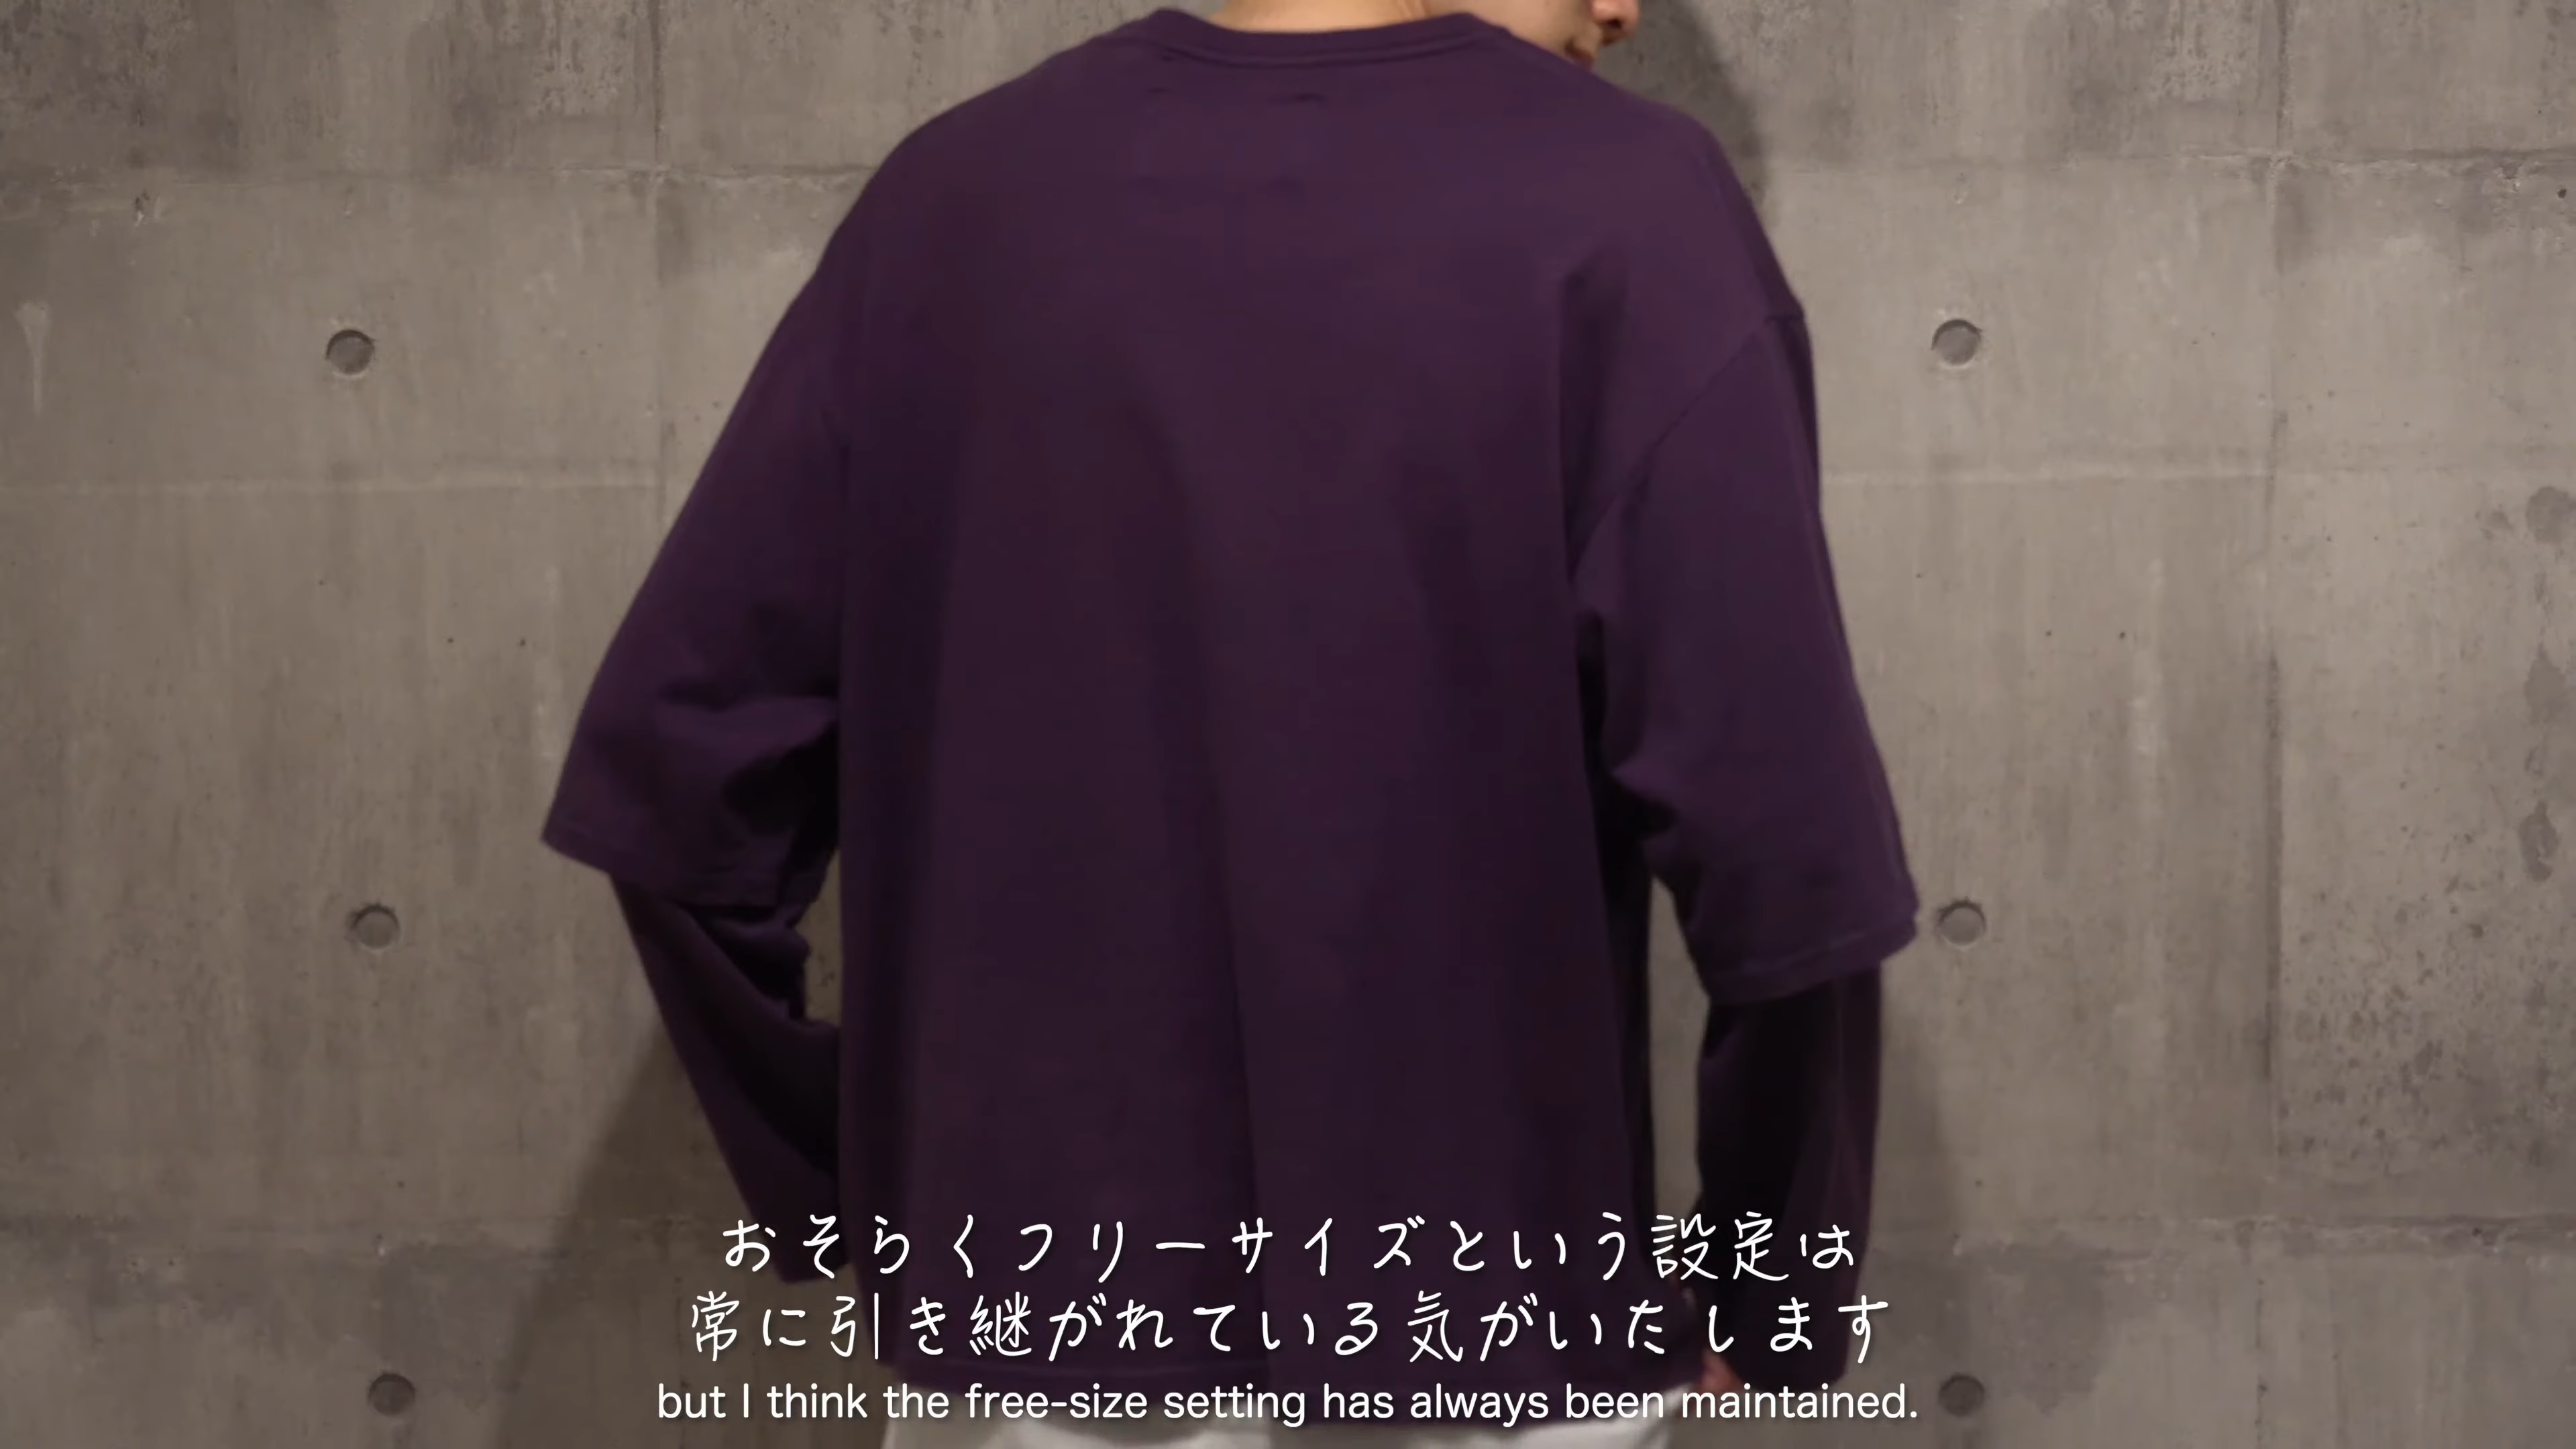 おそらくフリーサイズという設定は
常に引き継がれている気がいたします
but I think the free-size setting has always been maintained.